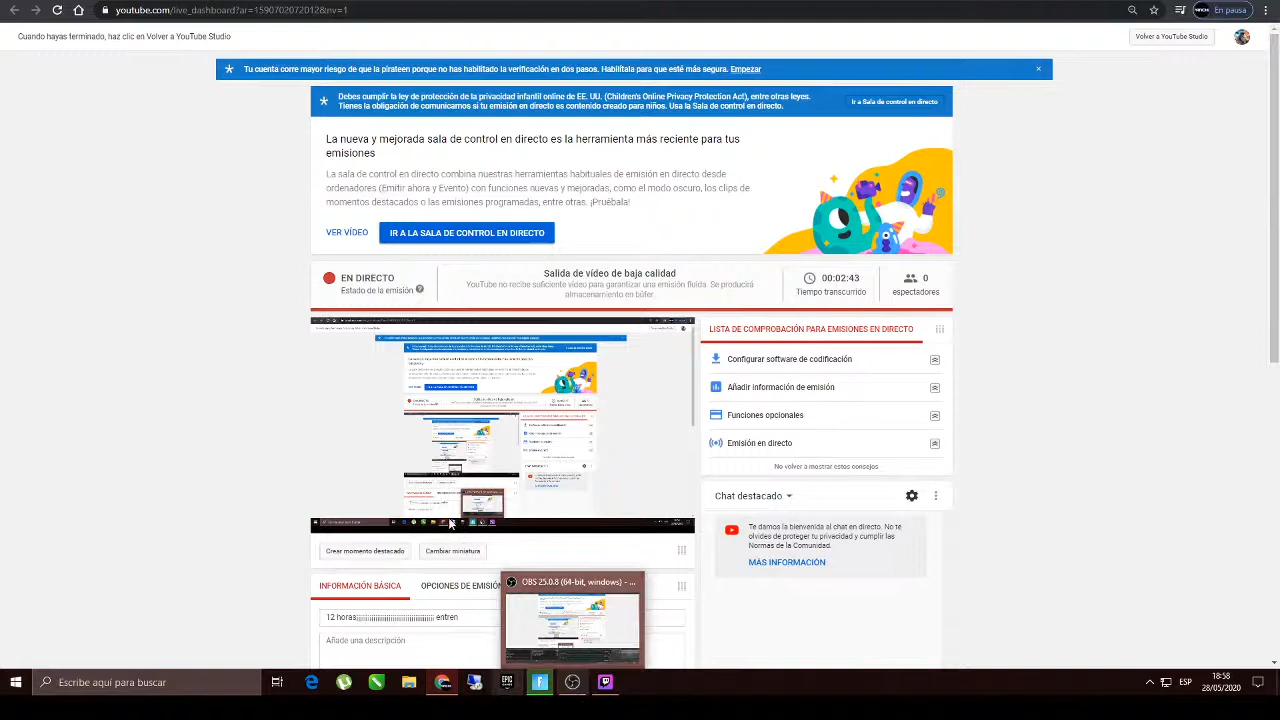 youtube.com/live_dashboard?ar=1590702072012&nv=1
En pausa
Cuando hayas terminado, haz clic en Volver a YouTube Studio
Volver a YouTube Studio
Tu cuenta corre mayor riesgo de que la pirateen porque no has habilitado la verificación en dos pasos. Habilítala para que esté más segura. Empezar
Debes cumplir la ley de protección de la privacidad infantil online de EE. UU. (Children's Online Privacy Protection Act), entre otras leyes.
Tienes la obligación de comunicarnos si tu emisión en directo es contenido creado para niños. Usa la Sala de control en directo.
Ir a Sala de control en directo
La nueva y mejorada sala de control en directo es la herramienta más reciente para tus
emisiones
La sala de control en directo combina nuestras herramientas habituales de emisión en directo desde
ordenadores (Emitir ahora y Evento) con funciones nuevas y mejoradas, como el modo oscuro, los clips de
momentos destacados o las emisiones programadas, entre otras. ¡Pruébala!
VER VÍDEO
IR A LA SALA DE CONTROL EN DIRECTO
EN DIRECTO
Estado de la emisión
Salida de vídeo de baja calidad
YouTube no recibe suficiente vídeo para garantizar una emisión fluida. Se producirá
almacenamiento en búfer.
00:02:43
Tiempo transcurrido
0
espectadores
LISTA DE COMPROBACIÓN PARA EMISIONES EN DIRECTO
Configurar software de codificación
Añadir información de emisión
Funciones opcionales
Emisión en directo
No volver a mostrar estos consejos
Chat destacado
Te damos la bienvenida al chat en directo. No te
olvides de proteger tu privacidad y cumplir las
Normas de la Comunidad.
MÁS INFORMACIÓN
Crear momento destacado
Cambiar miniatura
INFORMACIÓN BÁSICA
OPCIONES DE EMISIÓN
OBS 25.0.8 (64-bit, windows) - ...
Añade una descripción
EPIC
Escribe aquí para buscar
ESP
18:58
28/05/2020